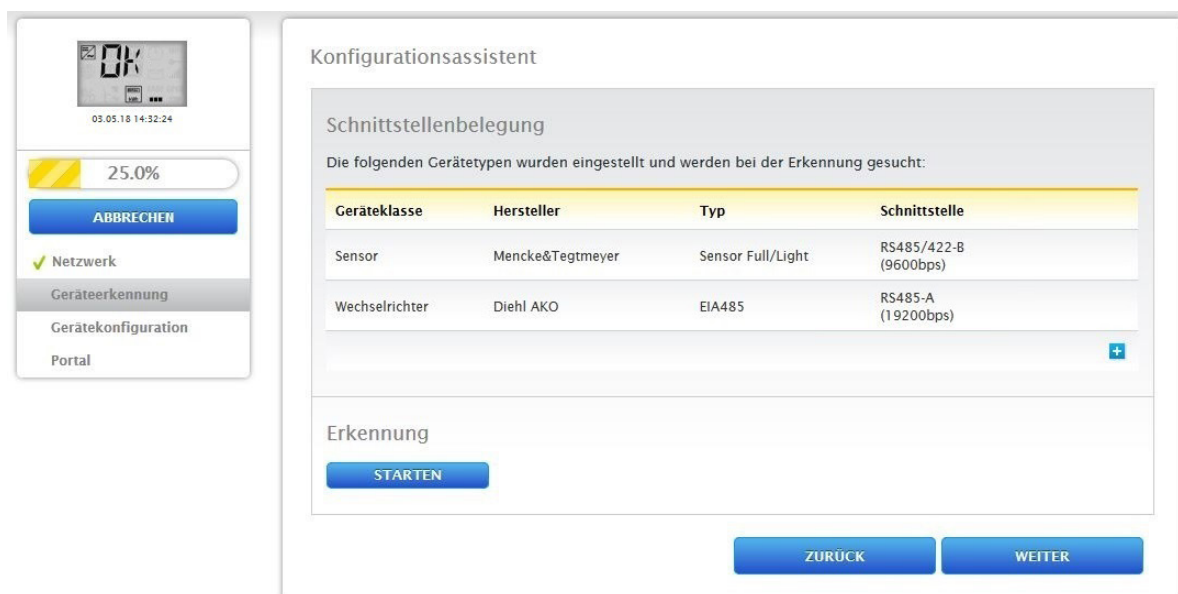 OK
03.05.18 14:32:24
25.0%
ABBRECHEN
Netzwerk
Geräteerkennung
Gerätekonfiguration
Portal
Konfigurationsassistent
Schnittstellenbelegung
Die folgenden Gerätetypen wurden eingestellt und werden bei der Erkennung gesucht:
Geräteklasse Hersteller Typ Schnittstelle
Sensor Mencke&Tegtmeyer Sensor Full/Light RS485/422-B
(9600bps)
Wechselrichter Diehl AKO EIA485 RS485-A
(19200bps)
Erkennung
STARTEN
ZURÜCK WEITER